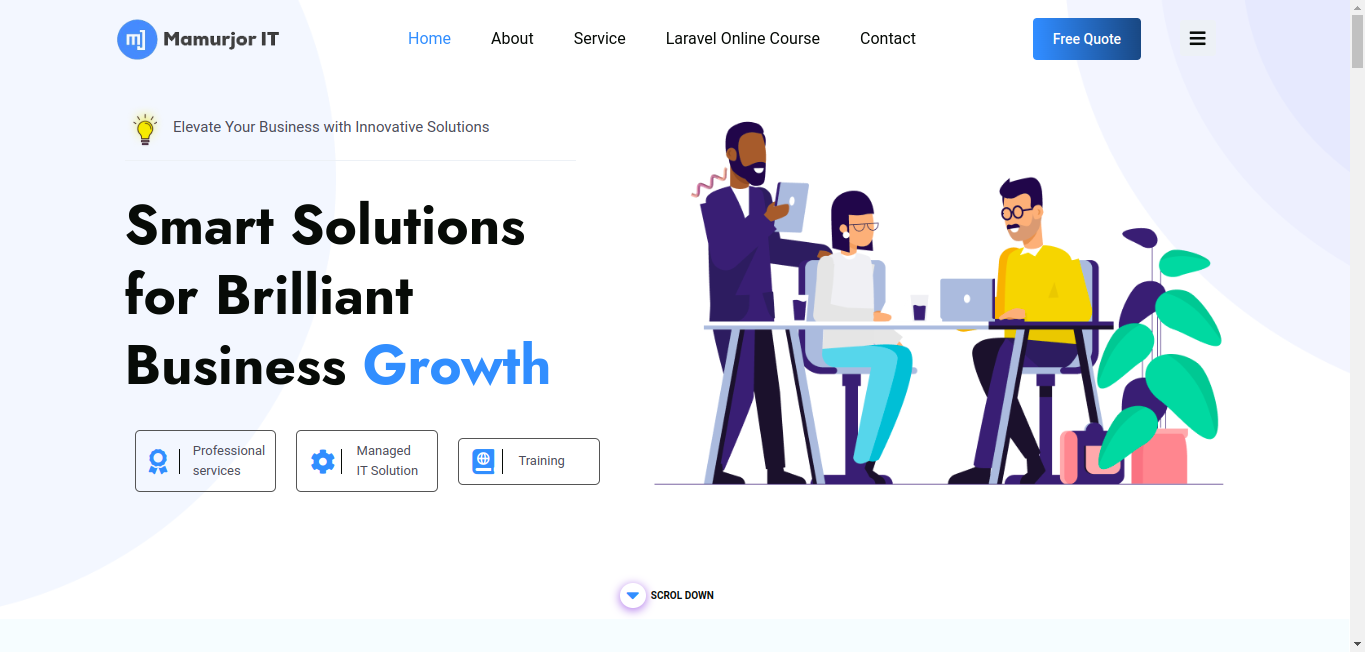 mJ Mamurjor IT
Home About Service Laravel Online Course Contact
Free Quote
Elevate Your Business with Innovative Solutions
Smart Solutions
for Brilliant
Business Growth
Professional
services
Managed
IT Solution
Training
SCROL DOWN